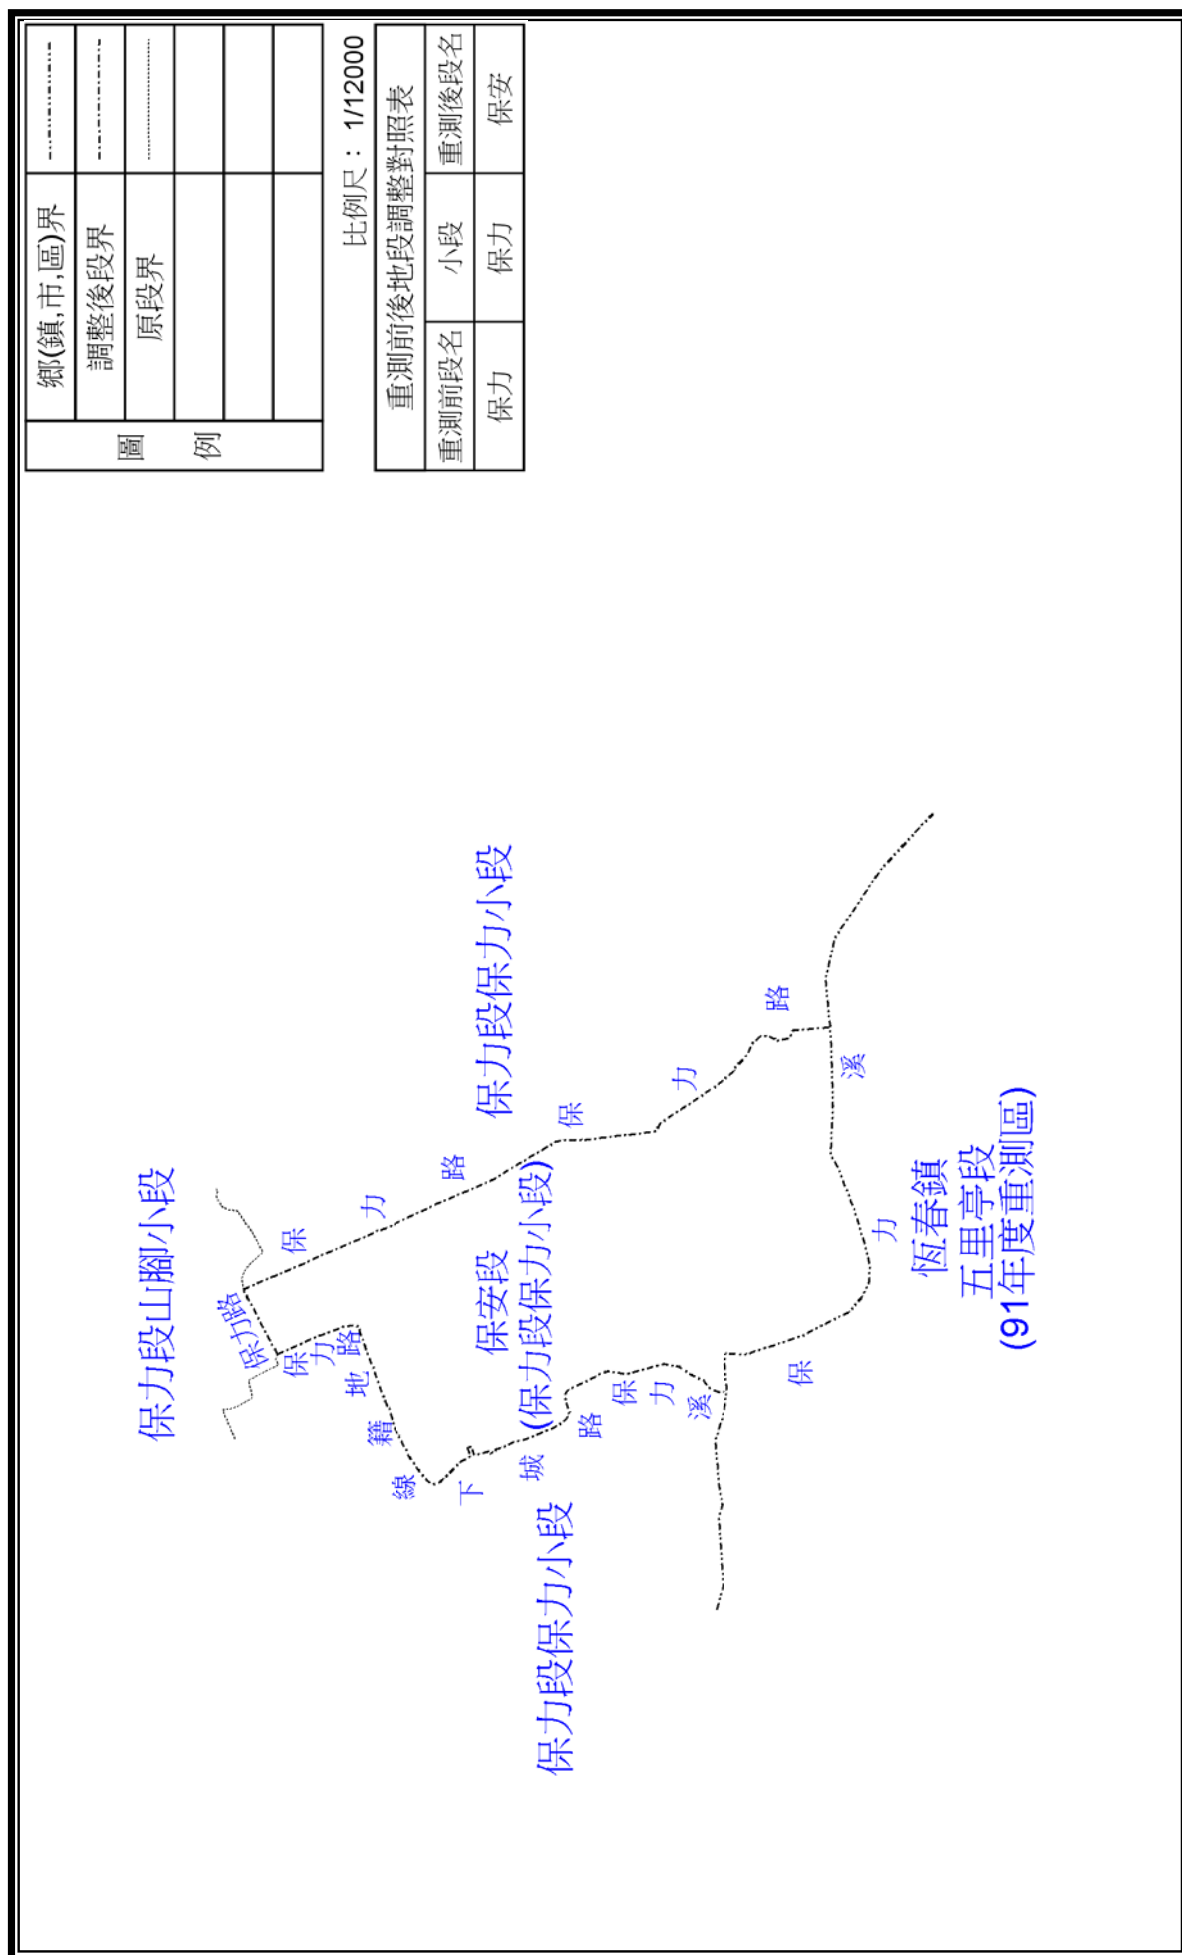 圖例
鄉(鎮,市,區)界
調整後段界
原段界
比例尺：1/12000
重測前後地段調整對照表
重測前段名 小段 重測後段名
保力 保力 保安
保力段山腳小段
保力路
保力路
地籍線
下城路
保力溪
保力路
保力路
保力段保力小段
保安段
(保力段保力小段)
保力段保力小段
保力溪
恆春鎮
五里亭段
(91年度重測區)